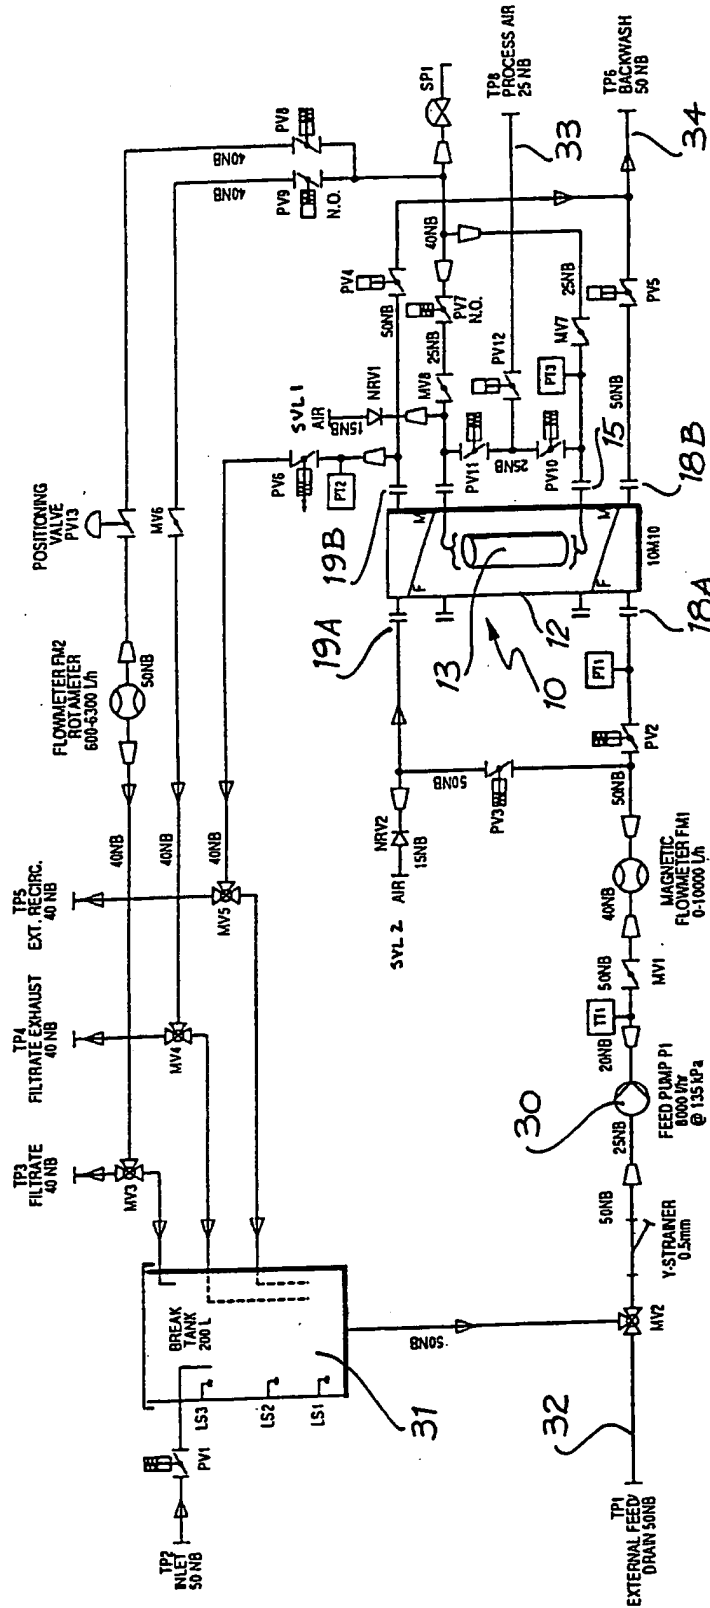 TP2
INLET
50 NB
PV1
BREAK
TANK
200 L
LS3
LS2
LS1
31
TP1
EXTERNAL FEED/
DRAIN 50NB
32
MV2
50NB
Y-STRAINER
0.5mm
50NB
25NB
30
FEED PUMP P1
8000 l/hr
@ 135 kPa
20NB
TT1
50NB
MV1
40NB
MAGNETIC
FLOWMETER FM1
0-10000 L/h
50NB
PV2
PT1
18A
TP3
FILTRATE
40 NB
MV3
TP4
FILTRATE EXHAUST
40 NB
MV4
TP5
EXT. RECIRC.
40 NB
MV5
40NB
40NB
40NB
FLOWMETER FM2
ROTAMETER
600-6300 L/h
50NB
POSITIONING
VALVE
PV13
MV6
SVL 2
AIR
NRV2
15NB
50NB
PV3
19A
10
12
13
F
M
F
M
10M10
19B
PV6
PT2
SVL 1
AIR
15NB
NRV1
50NB
PV4
MV8
25NB
PV7
N.O.
PV11
25NB
PV10
PV12
15
PT3
MV7
25NB
18B
50NB
PV5
40NB
40NB
40NB
PV9
N.O.
PV8
SP1
TP8
PROCESS AIR
25 NB
33
TP6
BACKWASH
50 NB
34